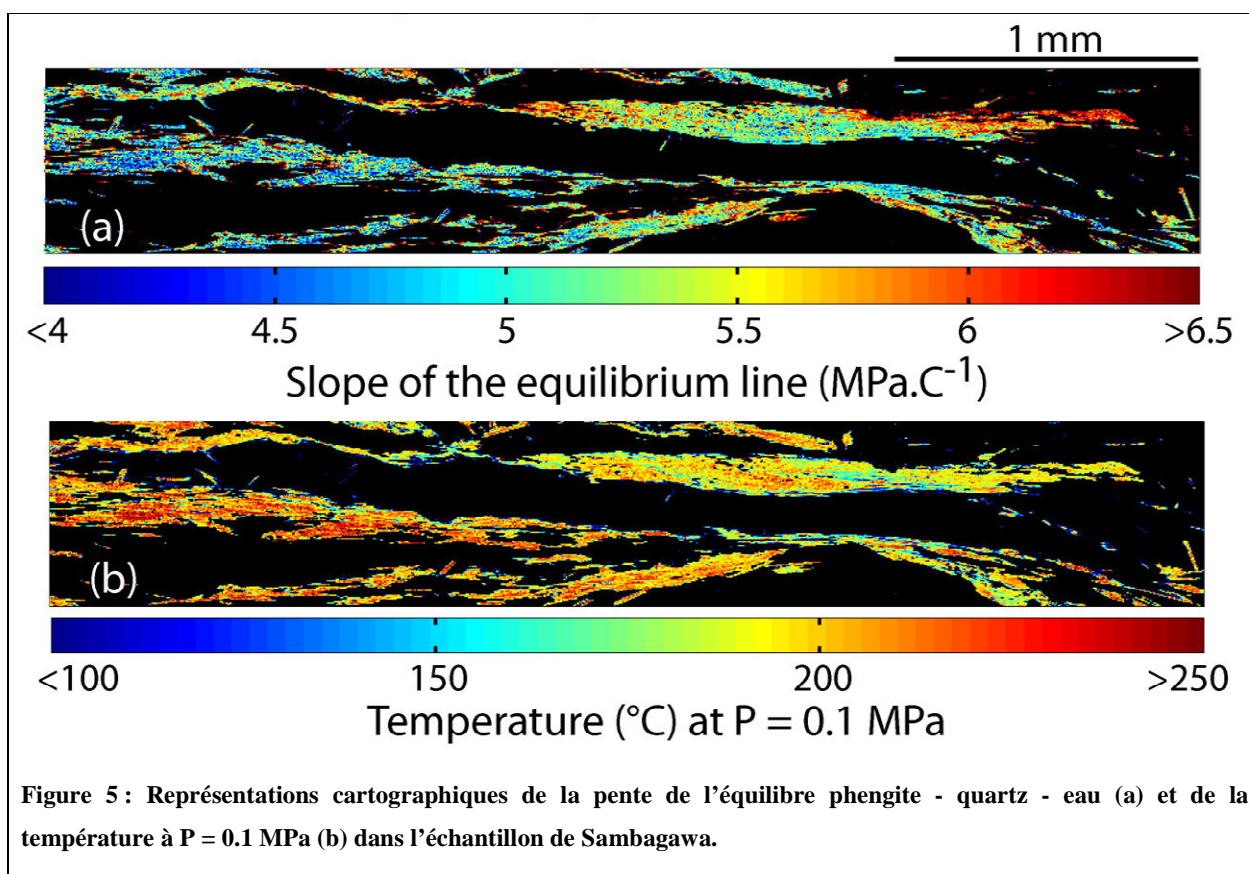 1 mm
(a)
<4 4.5 5 5.5 6 >6.5
Slope of the equilibrium line (MPa.C-1)
(b)
<100 150 200 >250
Temperature (°C) at P = 0.1 MPa
Figure 5 : Représentations cartographiques de la pente de l’équilibre phengite - quartz - eau (a) et de la
température à P = 0.1 MPa (b) dans l’échantillon de Sambagawa.